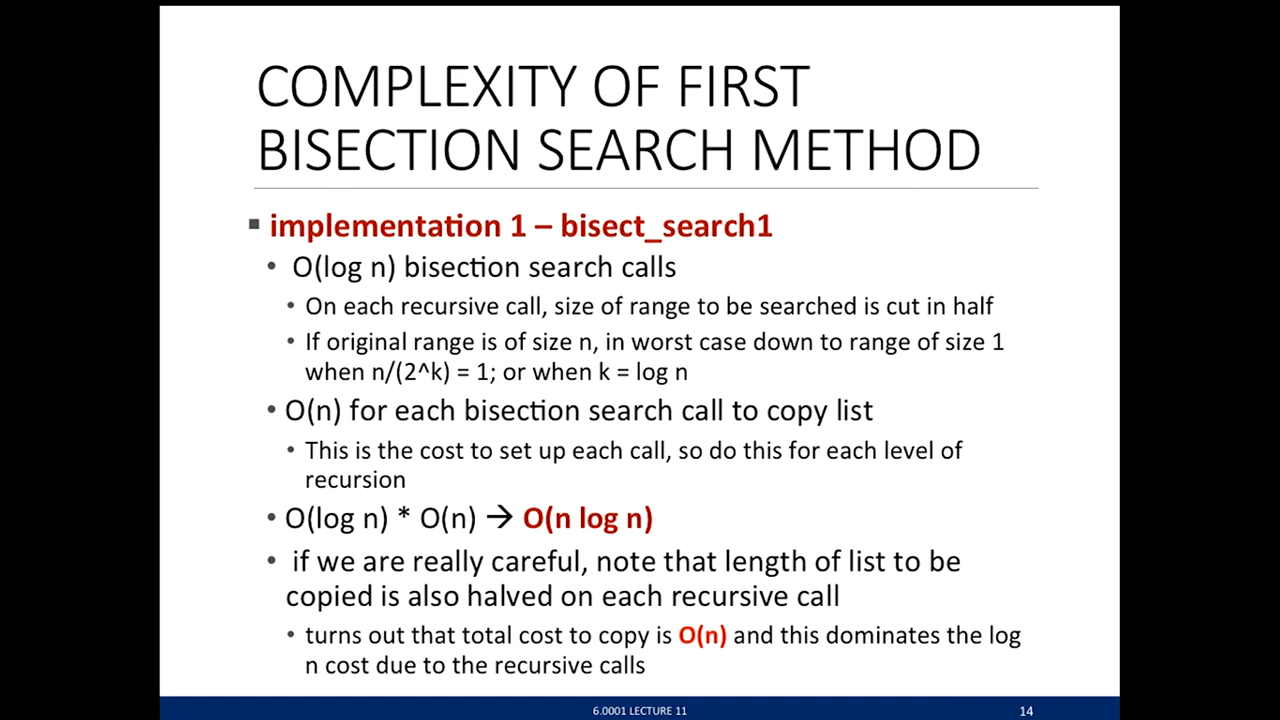 COMPLEXITY OF FIRST
BISECTION SEARCH METHOD
▪ implementation 1 – bisect_search1
• O(log n) bisection search calls
• On each recursive call, size of range to be searched is cut in half
• If original range is of size n, in worst case down to range of size 1
when n/(2^k) = 1; or when k = log n
• O(n) for each bisection search call to copy list
• This is the cost to set up each call, so do this for each level of
recursion
• O(log n) * O(n) → O(n log n)
• if we are really careful, note that length of list to be
copied is also halved on each recursive call
• turns out that total cost to copy is O(n) and this dominates the log
n cost due to the recursive calls
6.0001 LECTURE 11
14